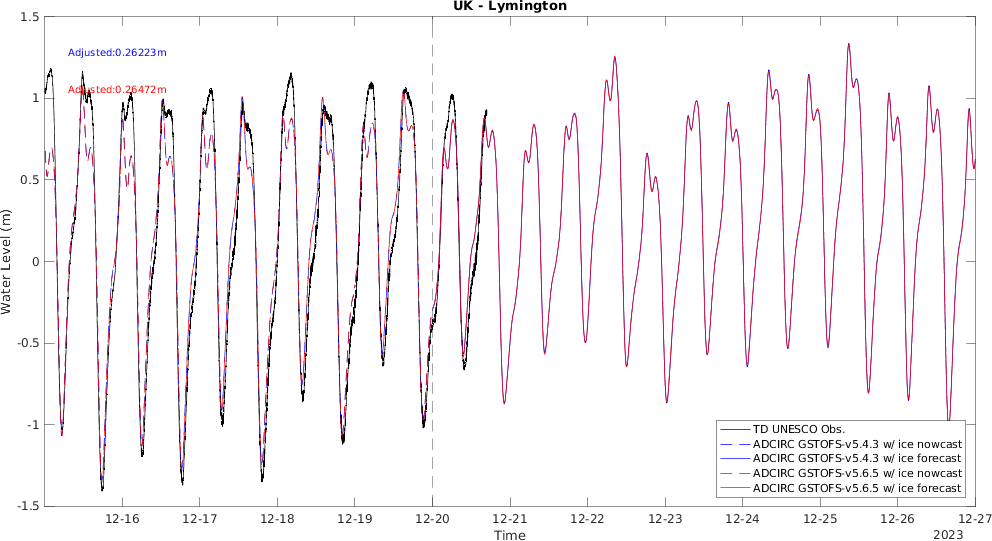 UK - Lymington
1.5
1
0.5
0
-0.5
-1
-1.5
Water Level (m)
Adjusted:0.26223m
Adjusted:0.26472m
TD UNESCO Obs.
ADCIRC GSTOFS-v5.4.3 w/ ice nowcast
ADCIRC GSTOFS-v5.4.3 w/ ice forecast
ADCIRC GSTOFS-v5.6.5 w/ ice nowcast
ADCIRC GSTOFS-v5.6.5 w/ ice forecast
12-16 12-17 12-18 12-19 12-20 12-21 12-22 12-23 12-24 12-25 12-26 12-27
Time
2023